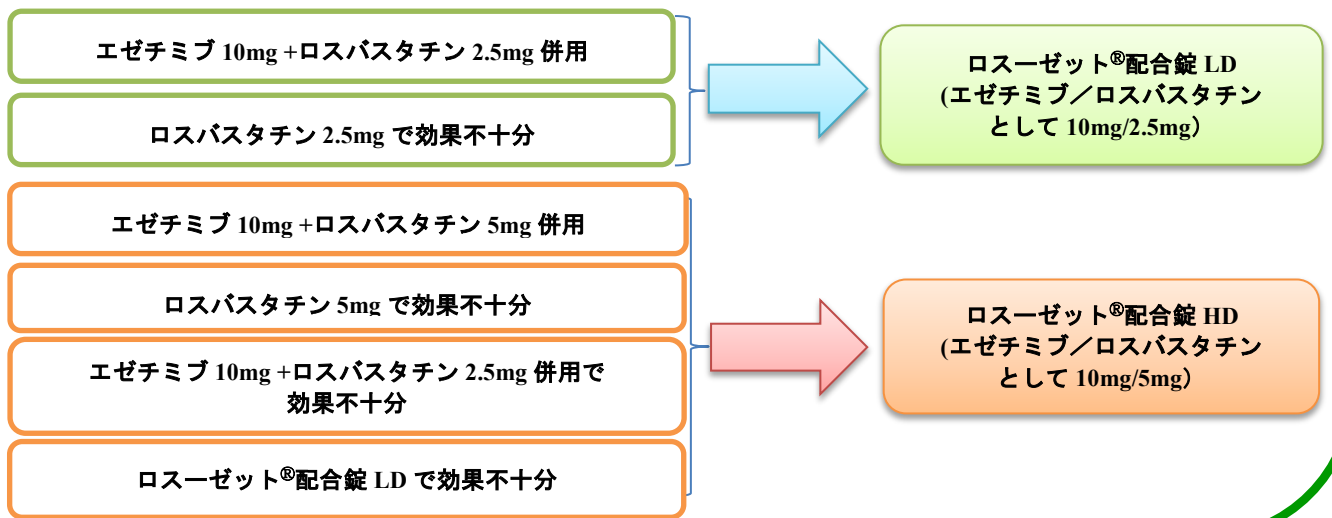 エゼチミブ 10mg +ロスバスタチン 2.5mg 併用
ロスバスタチン 2.5mg で効果不十分
ロスーゼット®配合錠 LD
(エゼチミブ／ロスバスタチン
として 10mg/2.5mg）
エゼチミブ 10mg +ロスバスタチン 5mg 併用
ロスバスタチン 5mg で効果不十分
エゼチミブ 10mg +ロスバスタチン 2.5mg 併用で
効果不十分
ロスーゼット®配合錠 LD で効果不十分
ロスーゼット®配合錠 HD
(エゼチミブ／ロスバスタチン
として 10mg/5mg）